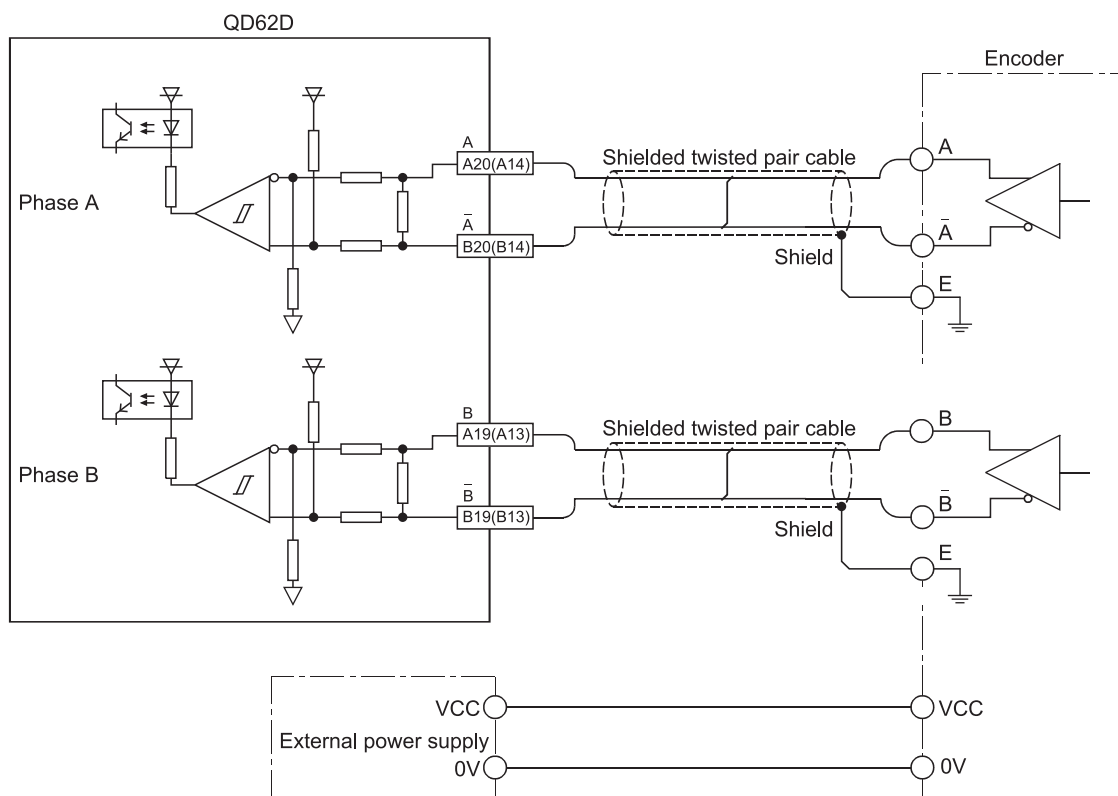 QD62D
Encoder
Phase A
A
A20(A14)
Ā
B20(B14)
Shielded twisted pair cable
Shield
A
Ā
E
Phase B
B
A19(A13)
B̄
B19(B13)
Shielded twisted pair cable
Shield
B
B̄
E
External power supply
VCC
0V
VCC
0V